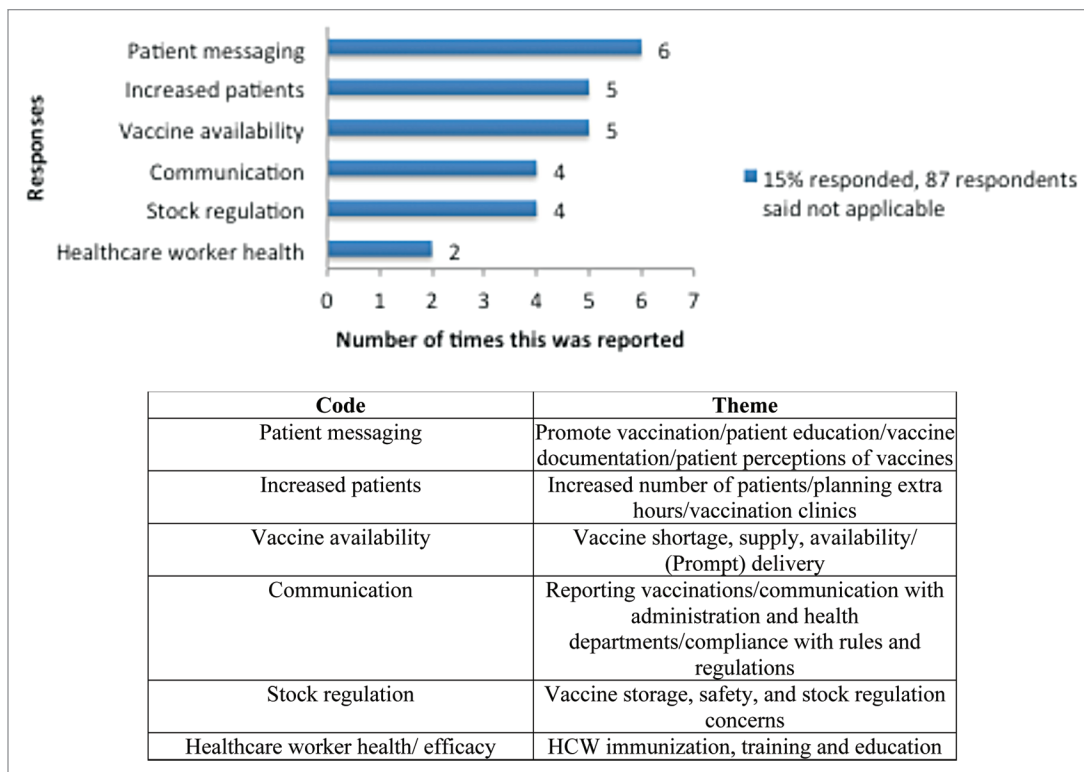 Responses
Patient messaging
6
Increased patients
5
Vaccine availability
5
Communication
4
Stock regulation
4
Healthcare worker health
2
0 1 2 3 4 5 6 7
Number of times this was reported
15% responded, 87 respondents
said not applicable
Code Theme
Patient messaging Promote vaccination/patient education/vaccine
documentation/patient perceptions of vaccines
Increased patients Increased number of patients/planning extra
hours/vaccination clinics
Vaccine availability Vaccine shortage, supply, availability/
(Prompt) delivery
Communication Reporting vaccinations/communication with
administration and health
departments/compliance with rules and
regulations
Stock regulation Vaccine storage, safety, and stock regulation
concerns
Healthcare worker health/ efficacy HCW immunization, training and education